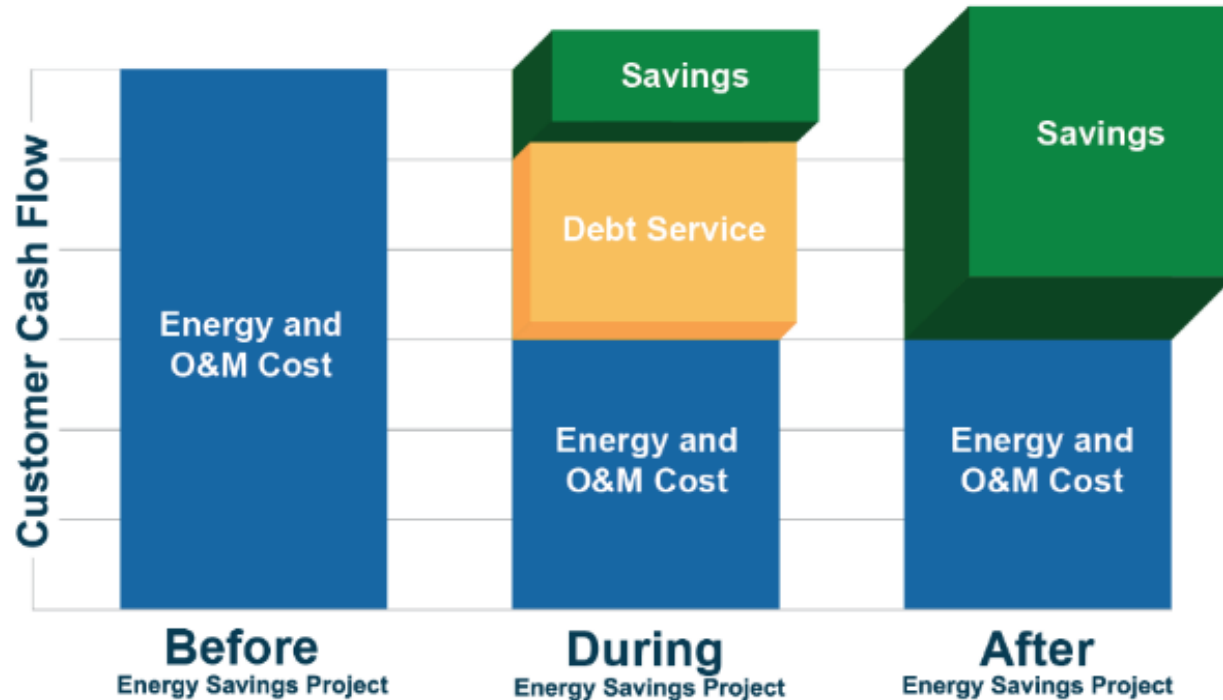 Customer Cash Flow
Energy and
O&M Cost
Savings
Debt Service
Energy and
O&M Cost
Savings
Energy and
O&M Cost
Before
Energy Savings Project
During
Energy Savings Project
After
Energy Savings Project